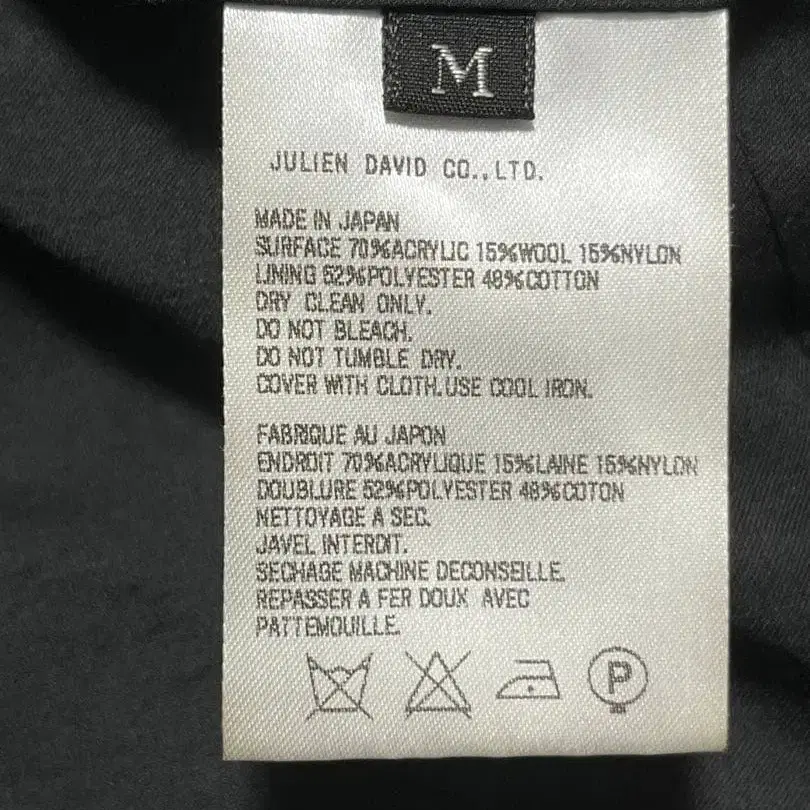 M
JULIEN DAVID CO.,LTD.
MADE IN JAPAN
SURFACE 70%ACRYLIC 15%WOOL 15%NYLON
LINING 52%POLYESTER 48%COTTON
DRY CLEAN ONLY.
DO NOT BLEACH.
DO NOT TUMBLE DRY.
COVER WITH CLOTH.USE COOL IRON.
FABRIQUE AU JAPON
ENDROIT 70%ACRYLIQUE 15%LAINE 15%NYLON
DOUBLURE 52%POLYESTER 48%COTON
NETTOYAGE A SEC.
JAVEL INTERDIT.
SECHAGE MACHINE DECONSEILLE.
REPASSER A FER DOUX AVEC
PATTEMOUILLE.
P